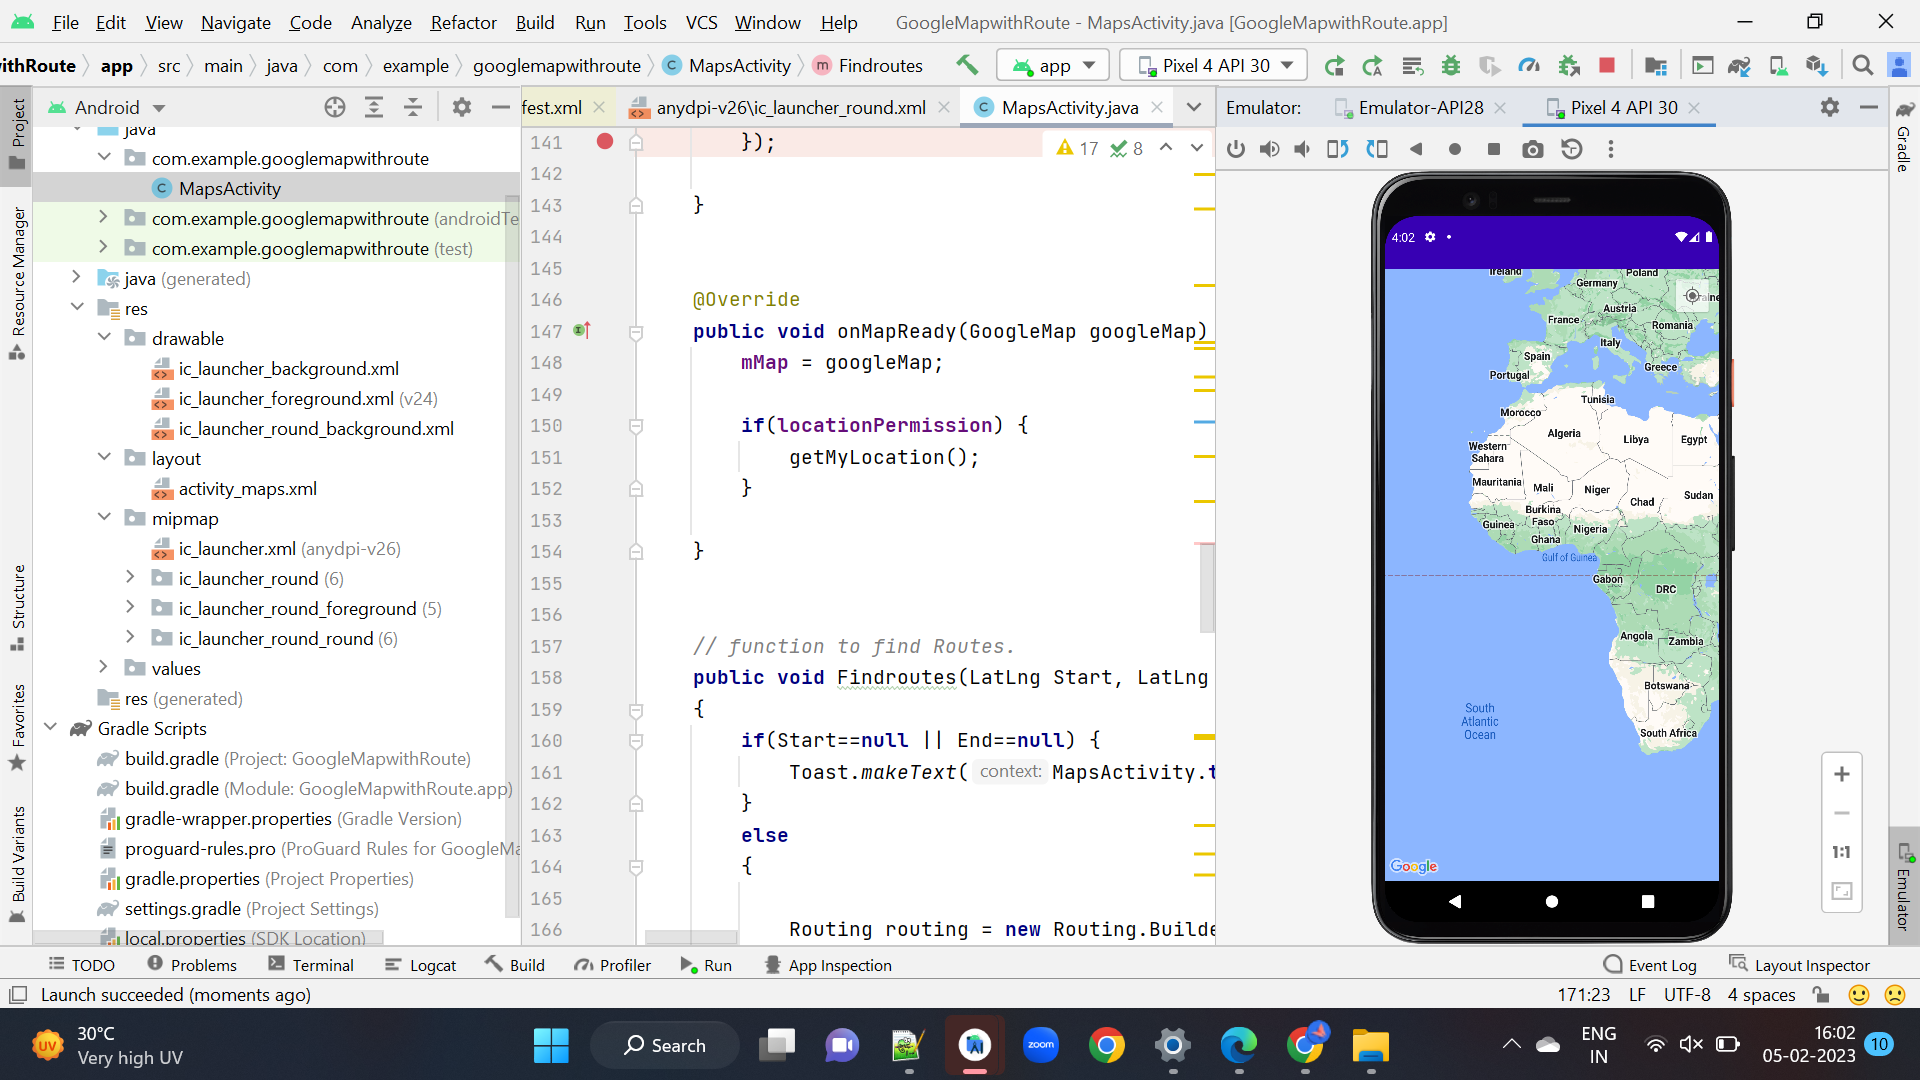 File Edit View Navigate Code Analyze Refactor Build Run Tools VCS Window Help GoogleMapwithRoute - MapsActivity.java [GoogleMapwithRoute.app]
ithRoute app src main java com example googlemapwithroute MapsActivity Findroutes app Pixel 4 API 30
Android fest.xml anydpi-v26\ic_launcher_round.xml MapsActivity.java Emulator: Emulator-API28 Pixel 4 API 30
Project
Resource Manager
Structure
Favorites
Build Variants
java
com.example.googlemapwithroute
MapsActivity
com.example.googlemapwithroute (androidTe
com.example.googlemapwithroute (test)
java (generated)
res
drawable
ic_launcher_background.xml
ic_launcher_foreground.xml (v24)
ic_launcher_round_background.xml
layout
activity_maps.xml
mipmap
ic_launcher.xml (anydpi-v26)
ic_launcher_round (6)
ic_launcher_round_foreground (5)
ic_launcher_round_round (6)
values
res (generated)
Gradle Scripts
build.gradle (Project: GoogleMapwithRoute)
build.gradle (Module: GoogleMapwithRoute.app)
gradle-wrapper.properties (Gradle Version)
proguard-rules.pro (ProGuard Rules for GoogleMa
gradle.properties (Project Properties)
settings.gradle (Project Settings)
local.properties (SDK Location)
17 8
141 });
142
143 }
144
145
146 @Override
147 public void onMapReady(GoogleMap googleMap)
148 mMap = googleMap;
149
150 if(locationPermission) {
151 getMyLocation();
152 }
153
154 }
155
156
157 // function to find Routes.
158 public void Findroutes(LatLng Start, LatLng
159 {
160 if(Start==null || End==null) {
161 Toast.makeText( context: MapsActivity.t
162 }
163 else
164 {
165
166 Routing routing = new Routing.Builde
4:02
Ireland Poland
Germany
raine
Austria
France
Romania
Italy
Spain
Greece
Portugal
Tunisia
Morocco
Algeria
Libya Egypt
Western
Sahara
Mauritania
Mali Niger
Chad Sudan
Burkina
Faso
Guinea
Nigeria
Ghana
Gulf of Guinea
Gabon
DRC
Angola
Zambia
Botswana
South
Atlantic
Ocean
South Africa
Google
1:1
Gradle
Emulator
TODO Problems Terminal Logcat Build Profiler Run App Inspection Event Log Layout Inspector
Launch succeeded (moments ago) 171:23 LF UTF-8 4 spaces
UV
30°C
Very high UV
Search
zoom
ENG
IN
16:02
05-02-2023
10